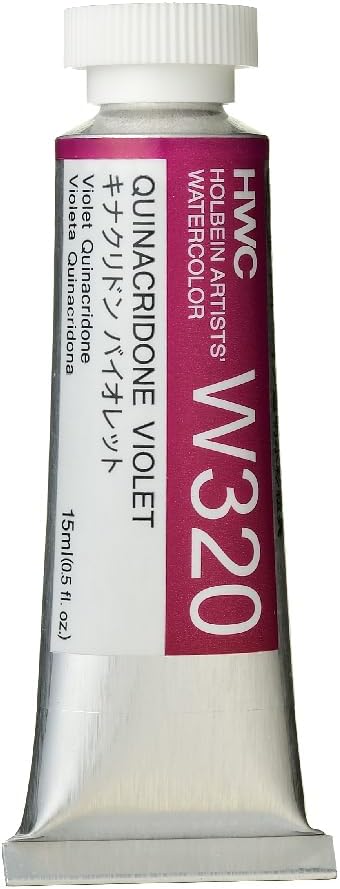 HWC
HOLBEIN ARTISTS'
WATERCOLOR
W320
QUINACRIDONE VIOLET
キナクリドン バイオレット
Violet Quinacridone
Violeta Quinacridona
15ml(0.5 fl. oz.)